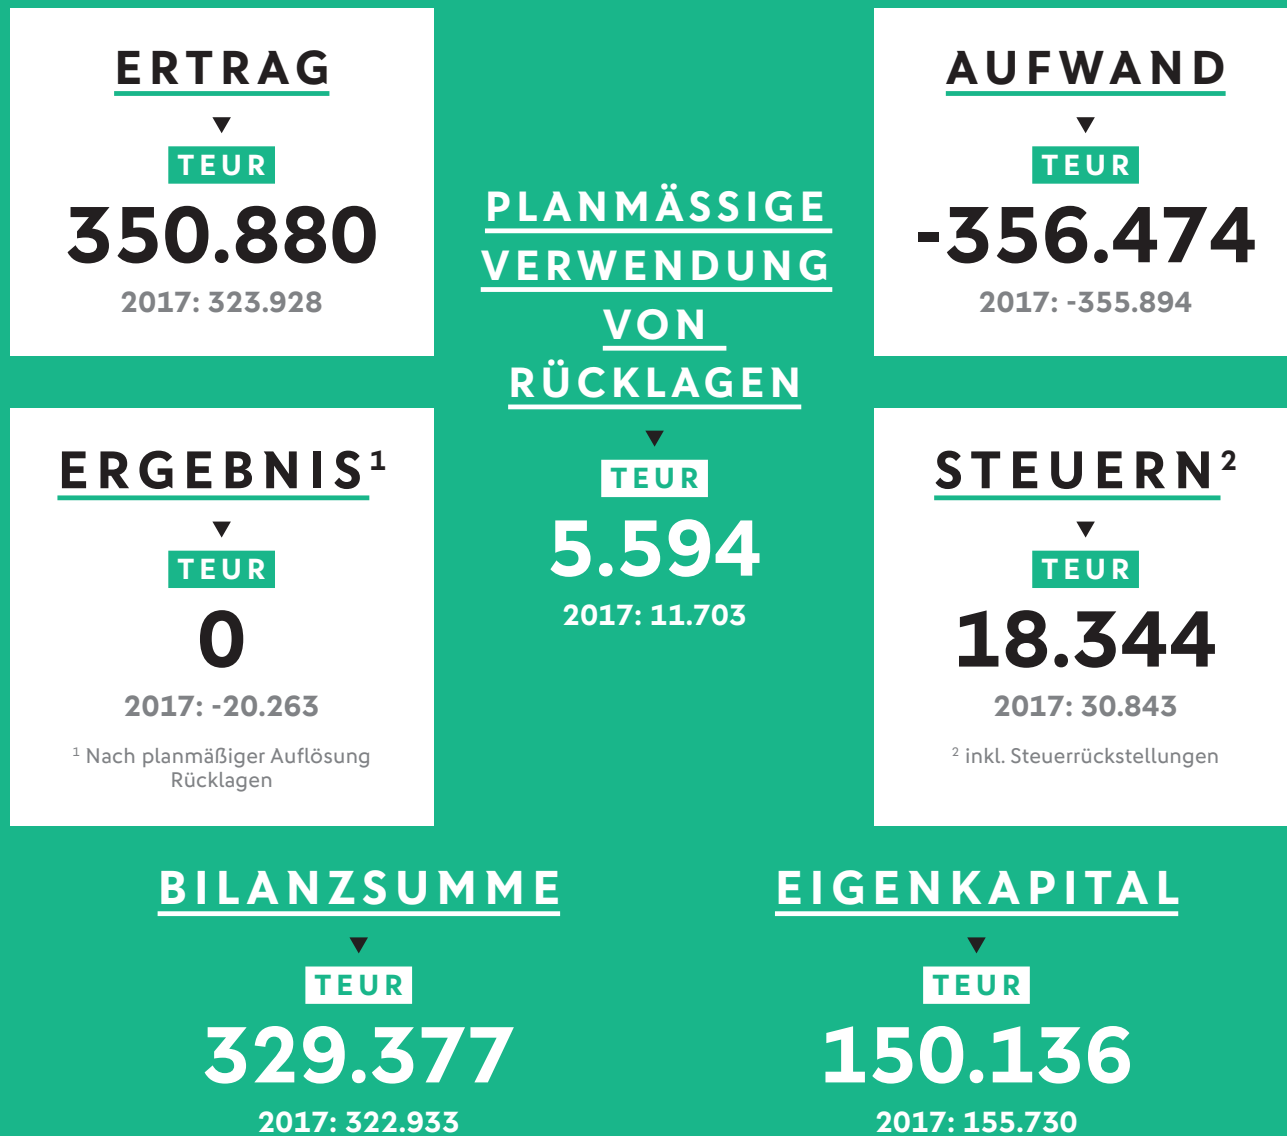 ERTRAG
TEUR
350.880
2017: 323.928
AUFWAND
TEUR
-356.474
2017: -355.894
PLANMÄSSIGE
VERWENDUNG
VON
RÜCKLAGEN
TEUR
5.594
2017: 11.703
ERGEBNIS¹
TEUR
0
2017: -20.263
¹ Nach planmäßiger Auflösung
Rücklagen
STEUERN²
TEUR
18.344
2017: 30.843
² inkl. Steuerrückstellungen
BILANZSUMME
TEUR
329.377
2017: 322.933
EIGENKAPITAL
TEUR
150.136
2017: 155.730